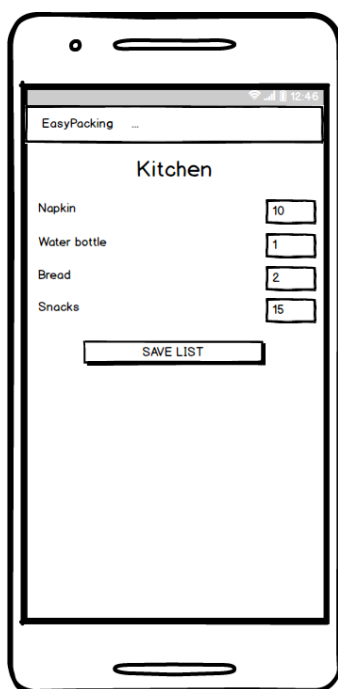 12:46
EasyPacking ...
Kitchen
Napkin 10
Water bottle 1
Bread 2
Snacks 15
SAVE LIST